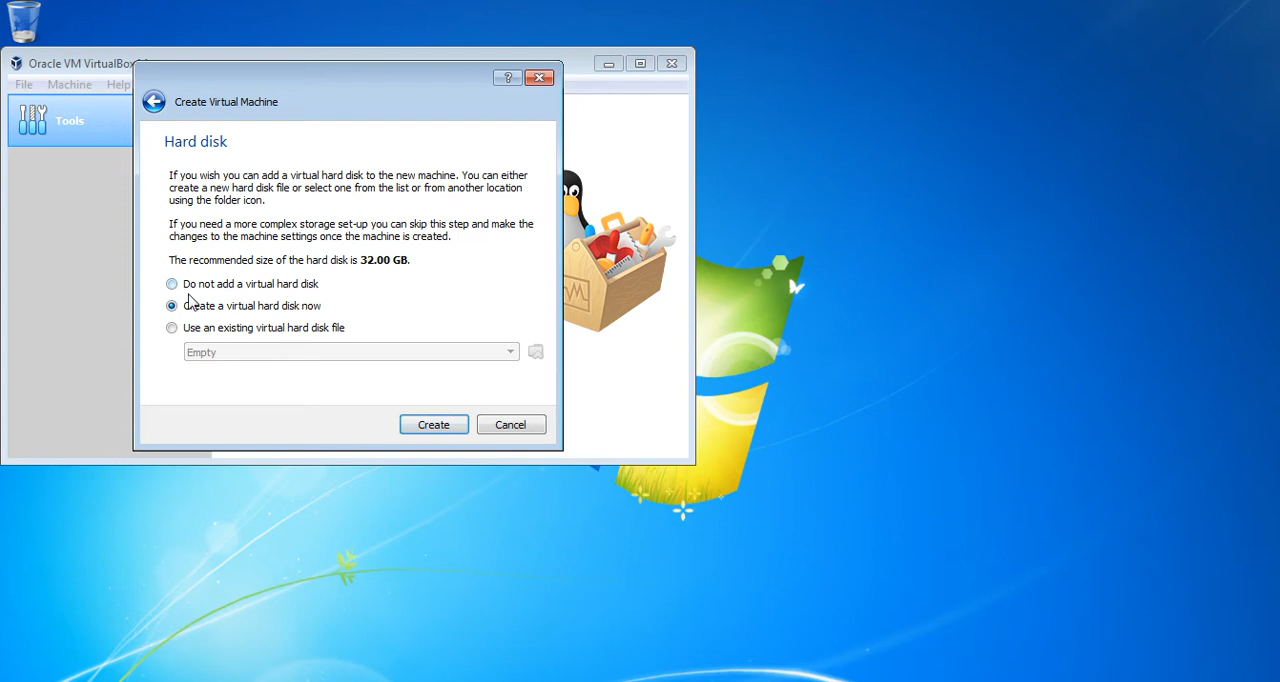 Oracle VM VirtualBox
File Machine Help
Tools
Create Virtual Machine
Hard disk
If you wish you can add a virtual hard disk to the new machine. You can either
create a new hard disk file or select one from the list or from another location
using the folder icon.
If you need a more complex storage set-up you can skip this step and make the
changes to the machine settings once the machine is created.
The recommended size of the hard disk is 32.00 GB.
Do not add a virtual hard disk
Create a virtual hard disk now
Use an existing virtual hard disk file
Empty
Create Cancel